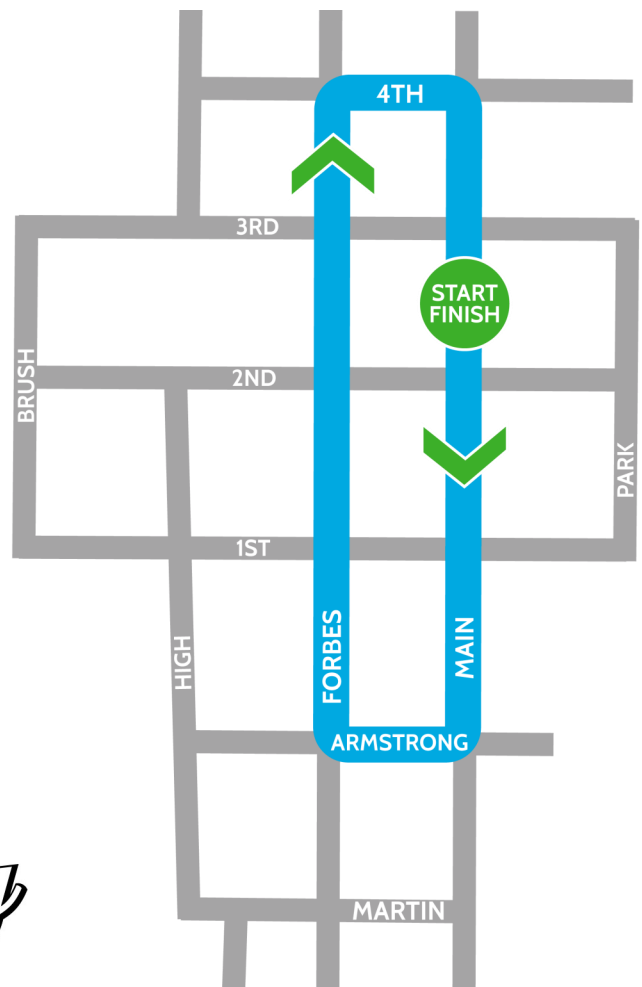 4TH
3RD
START
FINISH
BRUSH
2ND
PARK
1ST
FORBES
MAIN
HIGH
ARMSTRONG
MARTIN